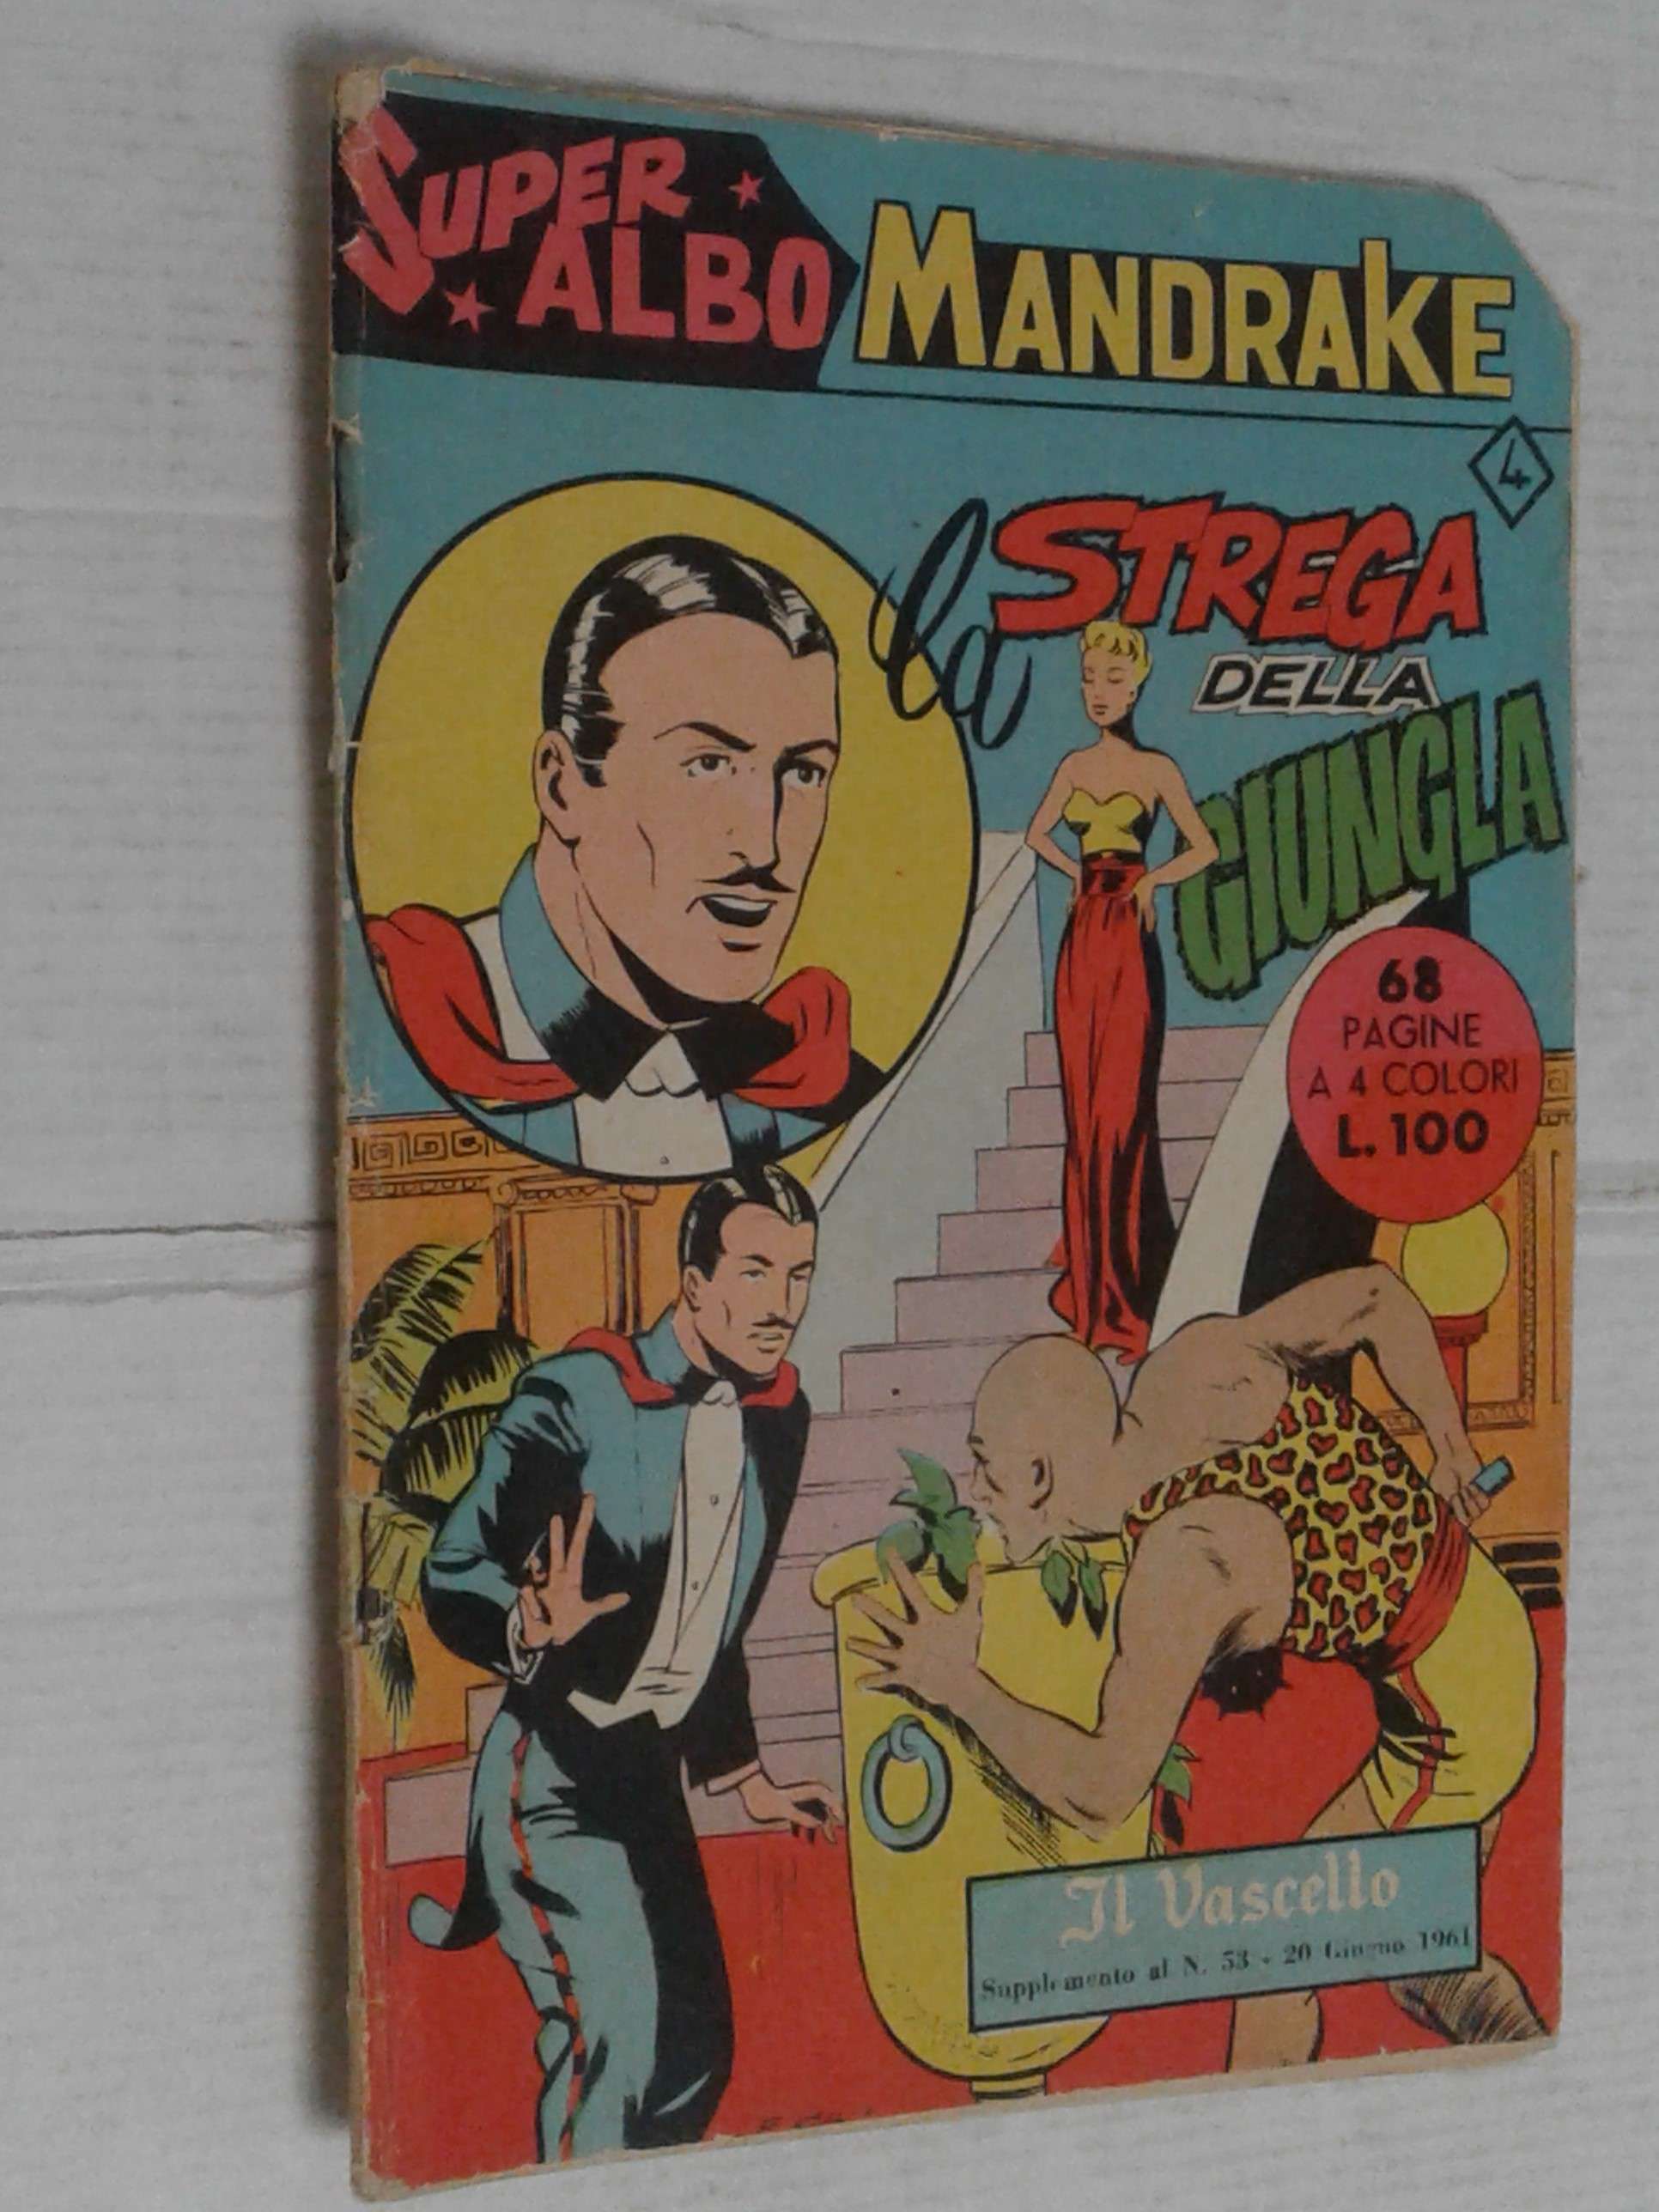 SUPER
ALBO
MANDRAKE
4
la STREGA
DELLA
GIUNGLA
68
PAGINE
A 4 COLORI
L. 100
Il Vascello
Supplemento al N. 53 - 20 Giugno 1961